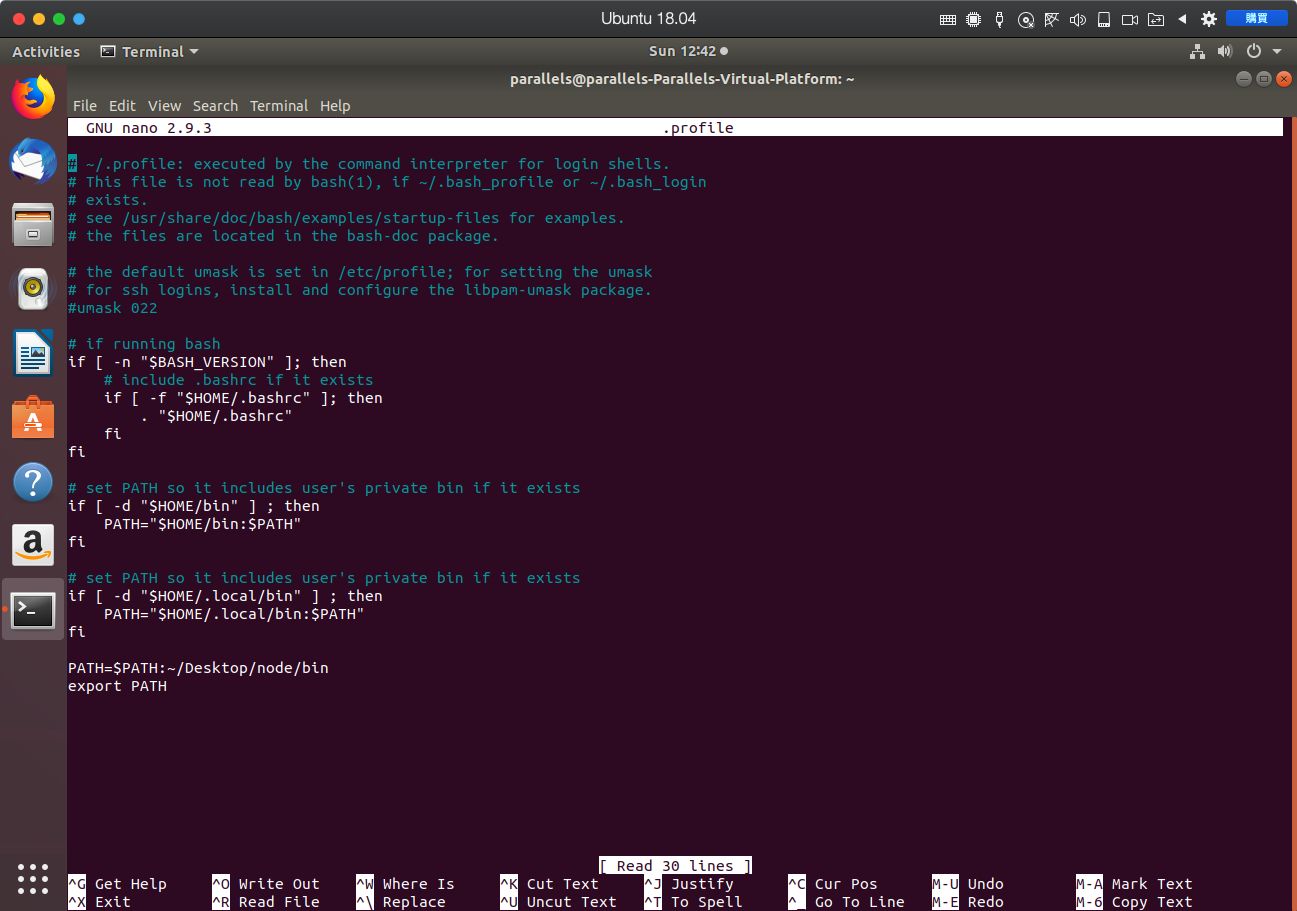 Ubuntu 18.04
購買
Activities
Terminal
Sun 12:42
parallels@parallels-Parallels-Virtual-Platform: ~
File Edit View Search Terminal Help
GNU nano 2.9.3 .profile
# ~/.profile: executed by the command interpreter for login shells.
# This file is not read by bash(1), if ~/.bash_profile or ~/.bash_login
# exists.
# see /usr/share/doc/bash/examples/startup-files for examples.
# the files are located in the bash-doc package.
# the default umask is set in /etc/profile; for setting the umask
# for ssh logins, install and configure the libpam-umask package.
#umask 022
# if running bash
if [ -n "$BASH_VERSION" ]; then
    # include .bashrc if it exists
    if [ -f "$HOME/.bashrc" ]; then
        . "$HOME/.bashrc"
    fi
fi
# set PATH so it includes user's private bin if it exists
if [ -d "$HOME/bin" ] ; then
    PATH="$HOME/bin:$PATH"
fi
# set PATH so it includes user's private bin if it exists
if [ -d "$HOME/.local/bin" ] ; then
    PATH="$HOME/.local/bin:$PATH"
fi
PATH=$PATH:~/Desktop/node/bin
export PATH
[ Read 30 lines ]
^G Get Help ^O Write Out ^W Where Is ^K Cut Text ^J Justify ^C Cur Pos M-U Undo M-A Mark Text
^X Exit ^R Read File ^\ Replace ^U Uncut Text ^T To Spell ^_ Go To Line M-E Redo M-6 Copy Text